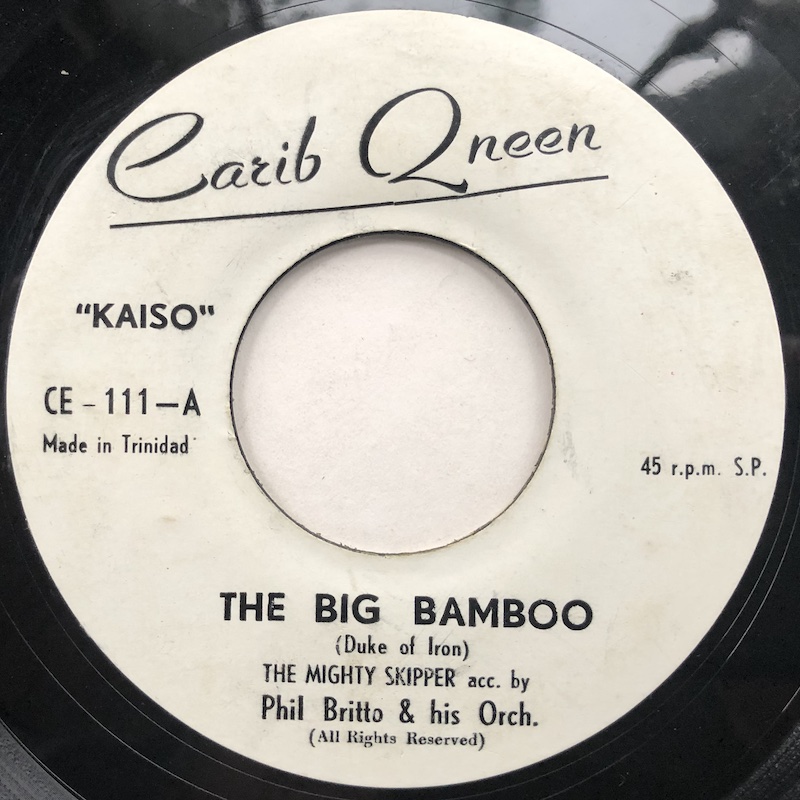 Carib Queen
"KAISO"
CE-111-A
Made in Trinidad
45 r.p.m. S.P.
THE BIG BAMBOO
(Duke of Iron)
THE MIGHTY SKIPPER acc. by
Phil Britto & his Orch.
(All Rights Reserved)